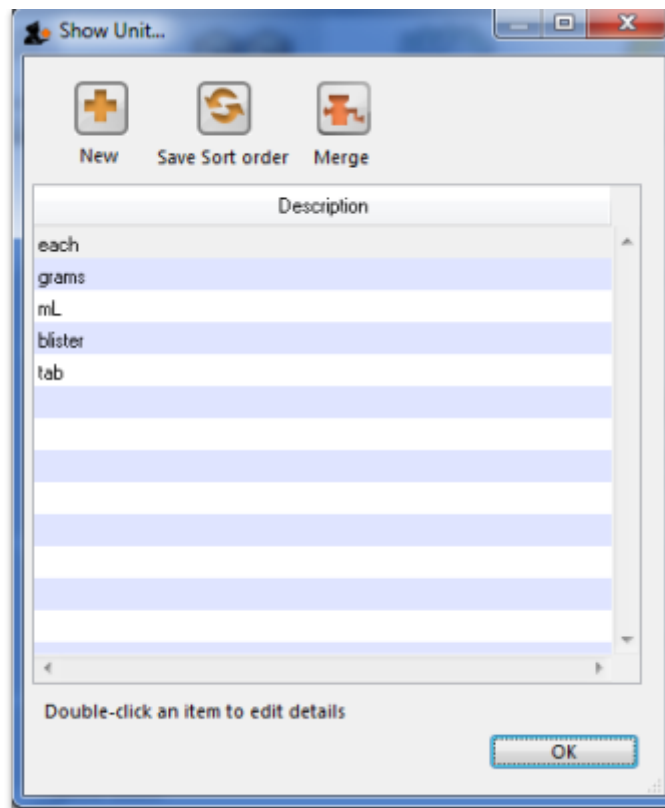 Show Unit...
New Save Sort order Merge
Description
each
grams
mL
blister
tab
Double-click an item to edit details
OK